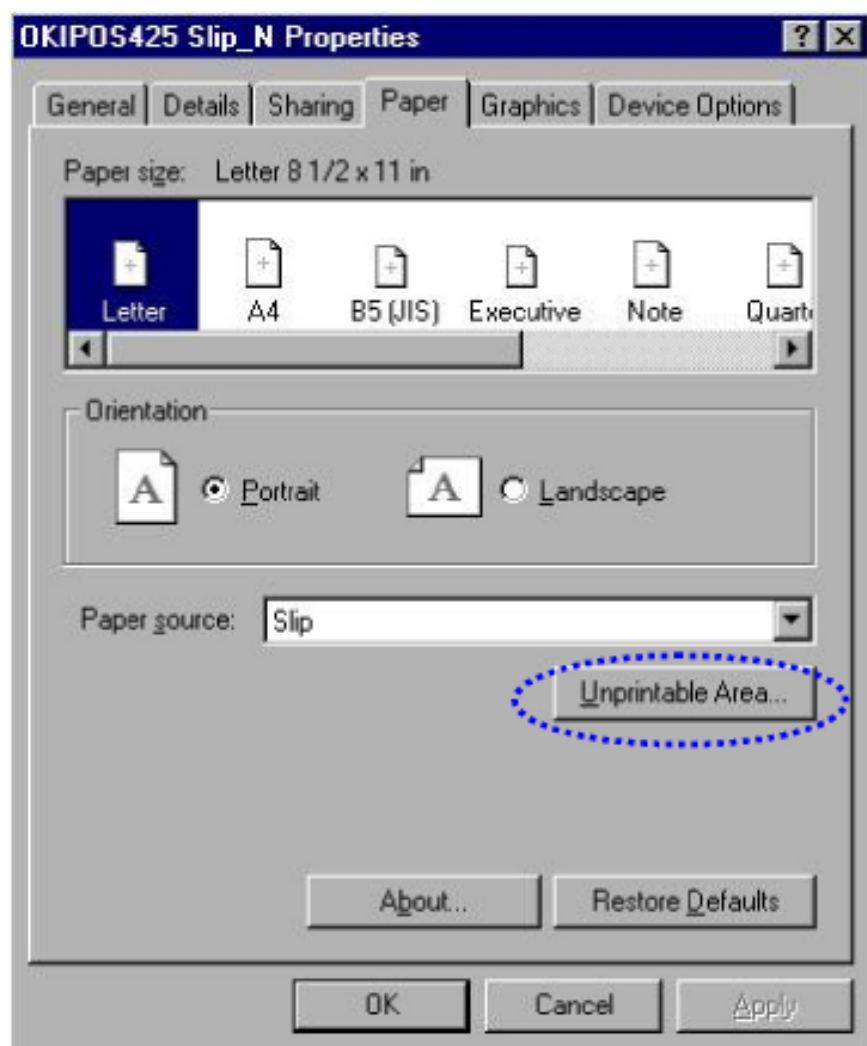 OKIPOS425 Slip_N Properties ? ×
General Details Sharing Paper Graphics Device Options
Paper size: Letter 8 1/2 x 11 in
Letter A4 B5 (JIS) Executive Note Quart
Orientation
A Portrait A Landscape
Paper source: Slip
Unprintable Area...
About... Restore Defaults
OK Cancel Apply